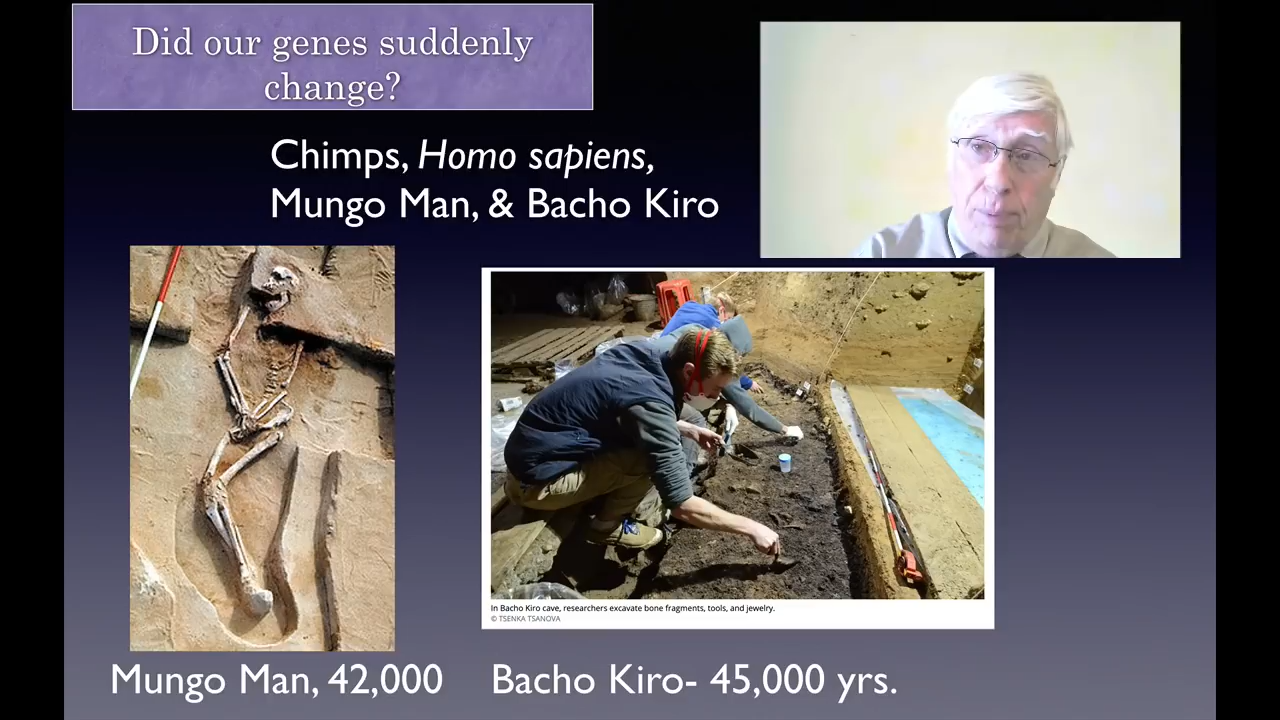 Did our genes suddenly
change?
Chimps, Homo sapiens,
Mungo Man, & Bacho Kiro
In Bacho Kiro cave, researchers excavate bone fragments, tools, and jewelry.
© TSENKA TSANOVA
Mungo Man, 42,000
Bacho Kiro- 45,000 yrs.